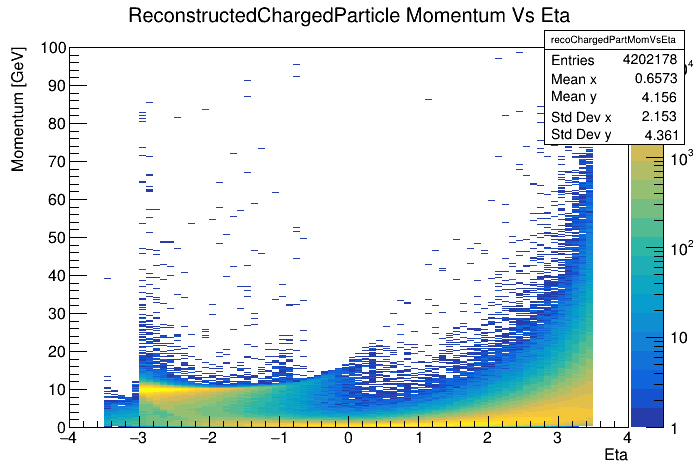 ReconstructedChargedParticle Momentum Vs Eta
recoChargedPartMomVsEta
Entries 4202178
Mean x 0.6573
Mean y 4.156
Std Dev x 2.153
Std Dev y 4.361
Momentum [GeV]
100
90
80
70
60
50
40
30
20
10
0
−4 −3 −2 −1 0 1 2 3 4
Eta
10³
10²
10
1